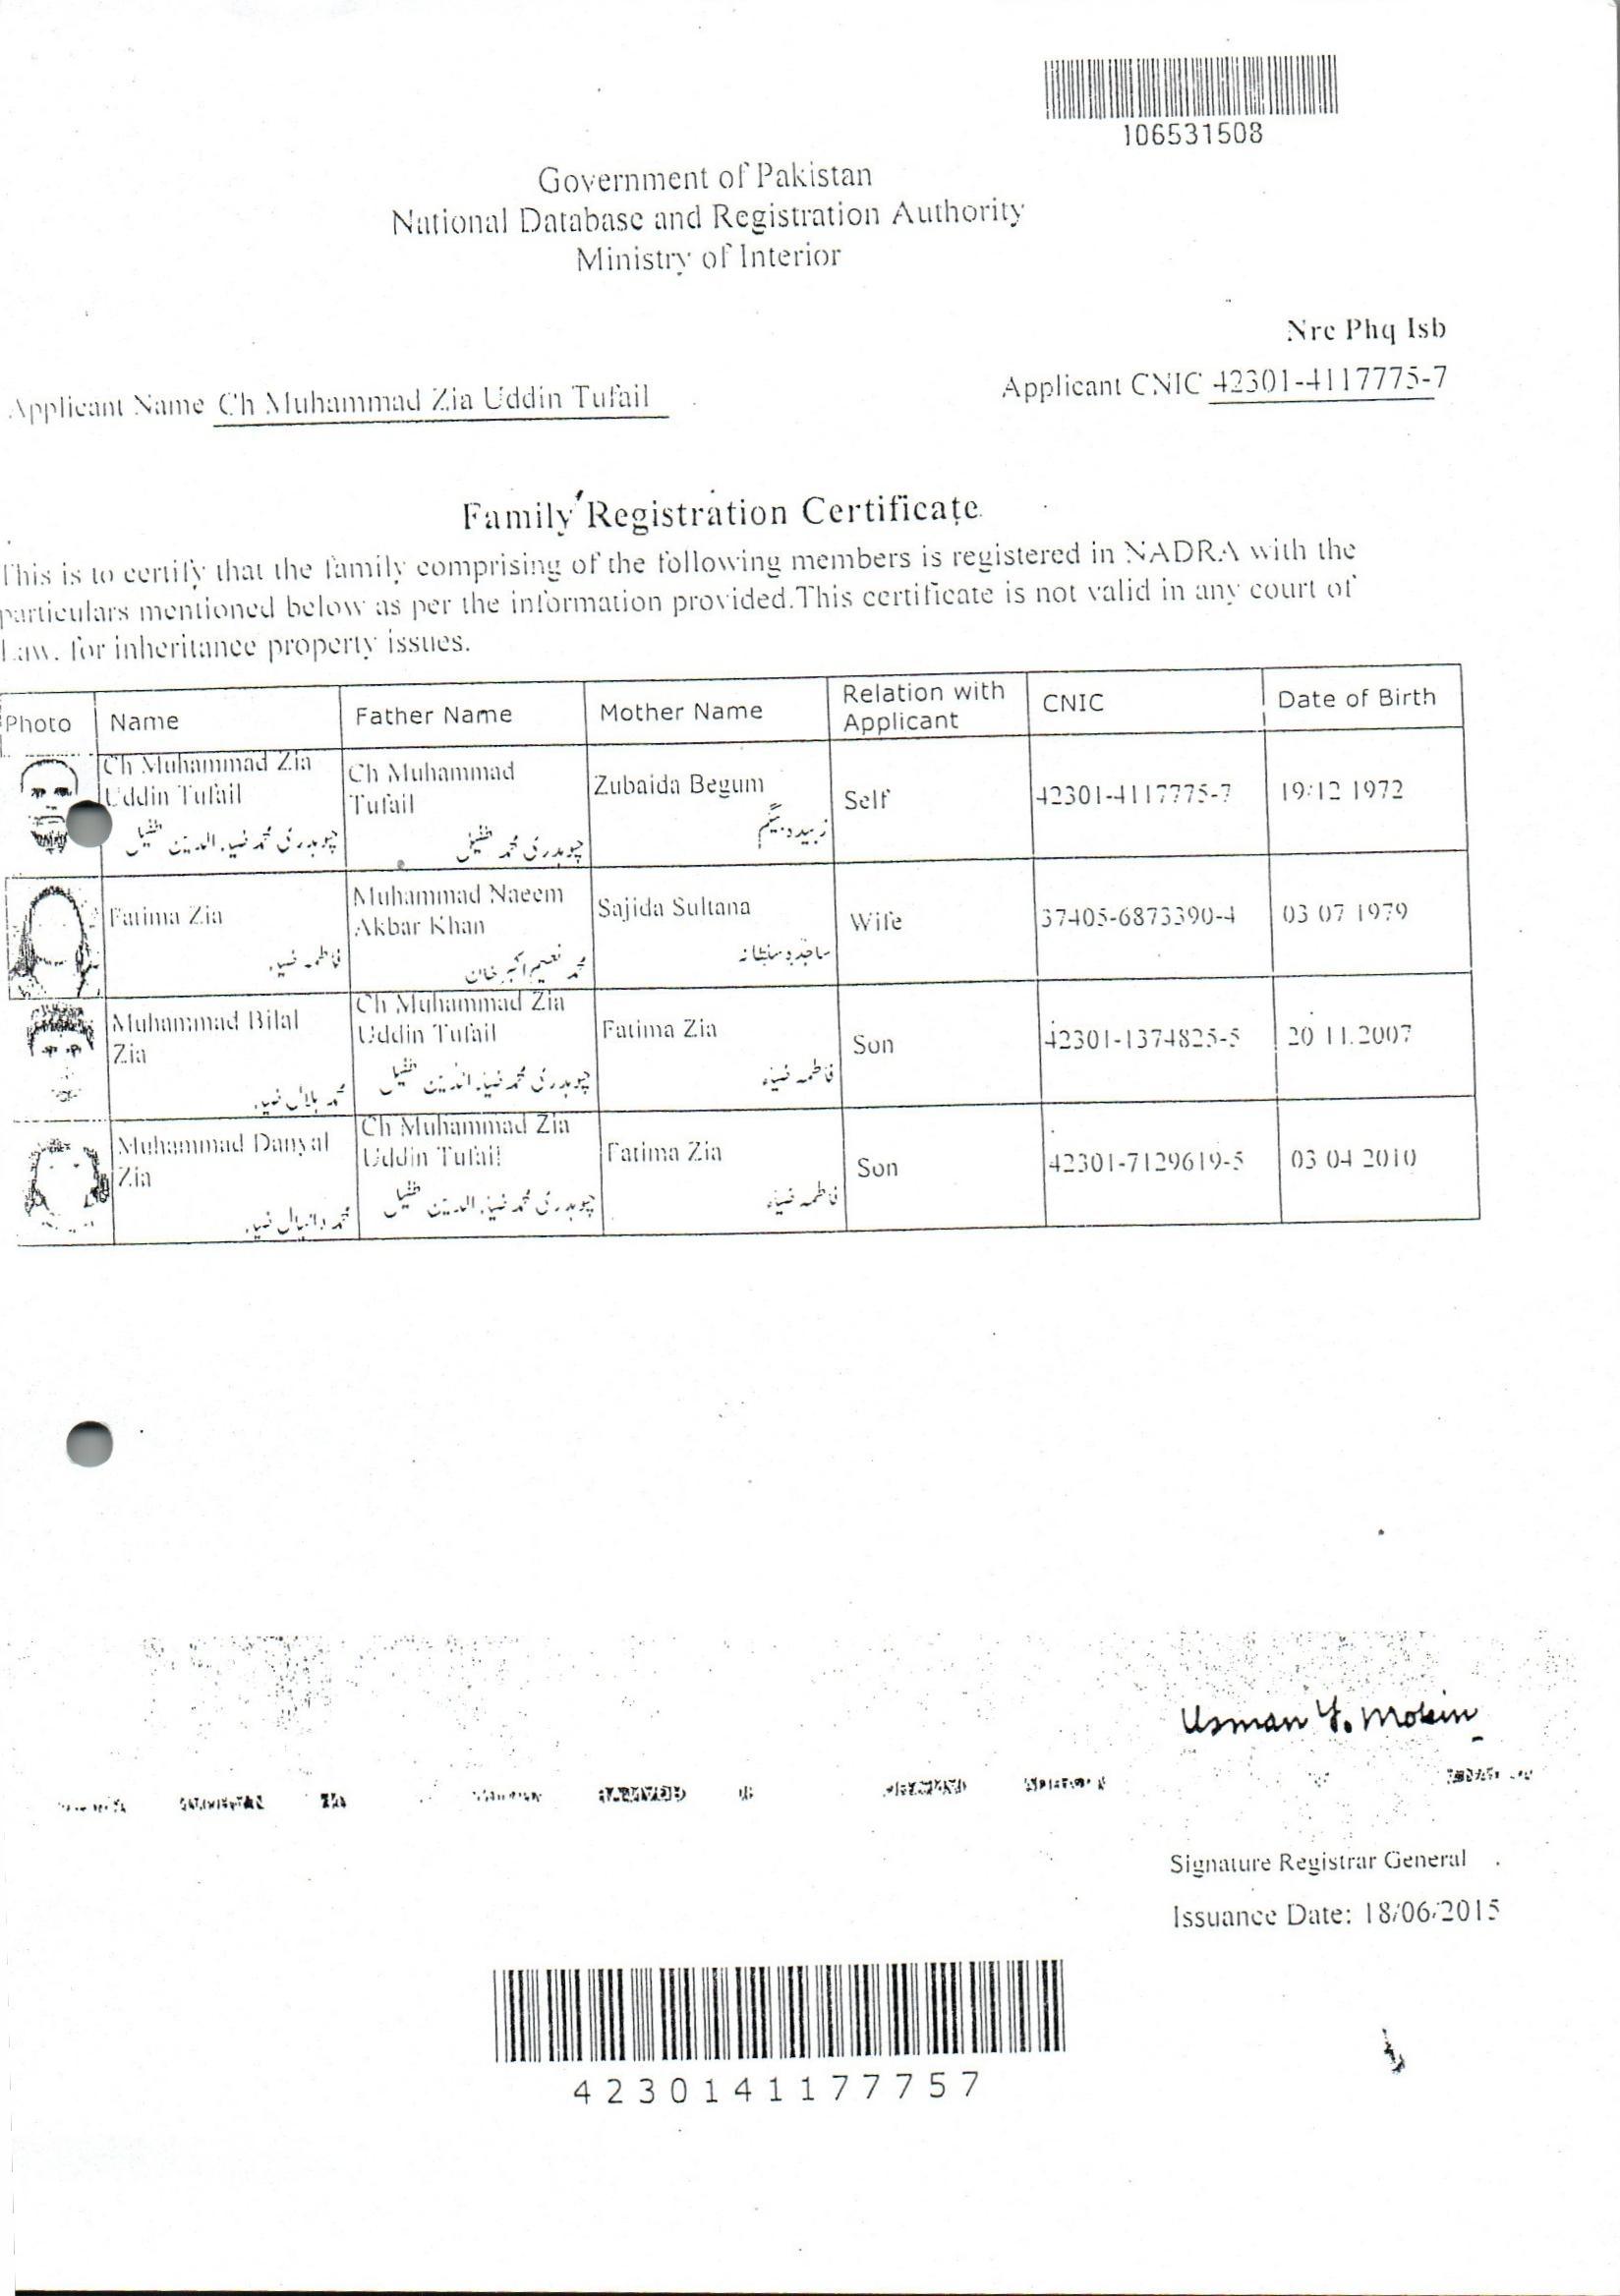 106531508
Government of Pakistan
National Database and Registration Authority
Ministry of Interior
Nrc Phq Isb
Applicant Name Ch Muhammad Zia Uddin Tufail
Applicant CNIC 42301-4117775-7
Family Registration Certificate
This is to certify that the family comprising of the following members is registered in NADRA with the
particulars mentioned below as per the information provided.This certificate is not valid in any court of
Law. for inheritance property issues.
Photo Name Father Name Mother Name Relation with Applicant CNIC Date of Birth
Ch Muhammad Zia Uddin Tufail Ch Muhammad Tufail Zubaida Begum Self 42301-4117775-7 19/12 1972
چوہدری محمد ضیاء الدین طفیل چوہدری محمد طفیل زبیدہ بیگم
Fatima Zia Muhammad Naeem Akbar Khan Sajida Sultana Wife 37405-6873390-4 03 07 1979
فاطمہ ضیاء محمد نعیم اکبر خان ساجدہ سلطانہ
Muhammad Bilal Zia Ch Muhammad Zia Uddin Tufail Fatima Zia Son 42301-1374825-5 20 11.2007
محمد بلال ضیاء چوہدری محمد ضیاء الدین طفیل فاطمہ ضیاء
Muhammad Danyal Zia Ch Muhammad Zia Uddin Tufail Fatima Zia Son 42301-7129619-5 03 04 2010
محمد دانیال ضیاء چوہدری محمد ضیاء الدین طفیل فاطمہ ضیاء
Usman Y. Mobin
Signature Registrar General
Issuance Date: 18/06/2015
4230141177757